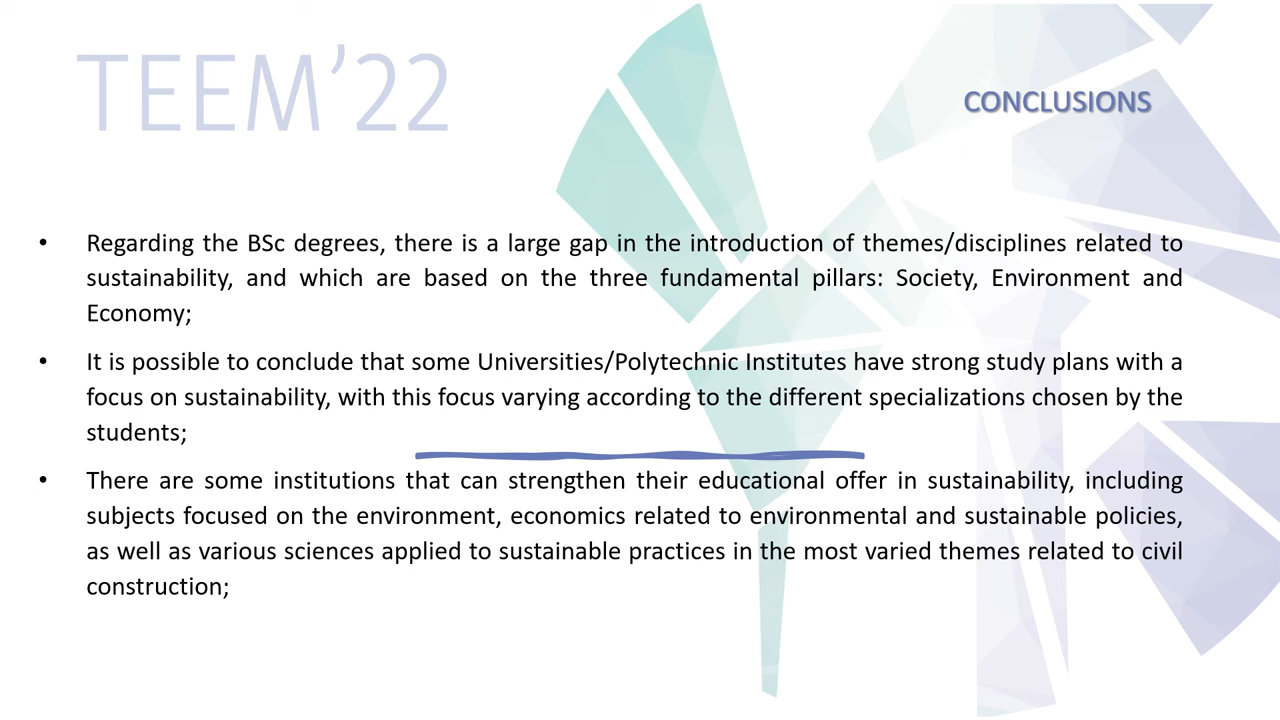 TEEM’22
CONCLUSIONS
• Regarding the BSc degrees, there is a large gap in the introduction of themes/disciplines related to
sustainability, and which are based on the three fundamental pillars: Society, Environment and
Economy;
• It is possible to conclude that some Universities/Polytechnic Institutes have strong study plans with a
focus on sustainability, with this focus varying according to the different specializations chosen by the
students;
• There are some institutions that can strengthen their educational offer in sustainability, including
subjects focused on the environment, economics related to environmental and sustainable policies,
as well as various sciences applied to sustainable practices in the most varied themes related to civil
construction;